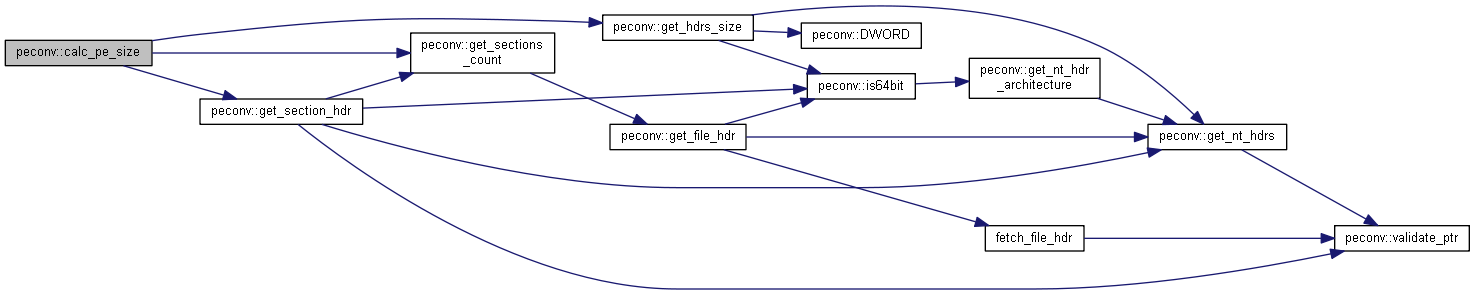 peconv::calc_pe_size
peconv::get_hdrs_size
peconv::get_sections
_count
peconv::get_section_hdr
peconv::DWORD
peconv::is64bit
peconv::get_file_hdr
peconv::get_nt_hdr
_architecture
peconv::get_nt_hdrs
fetch_file_hdr
peconv::validate_ptr